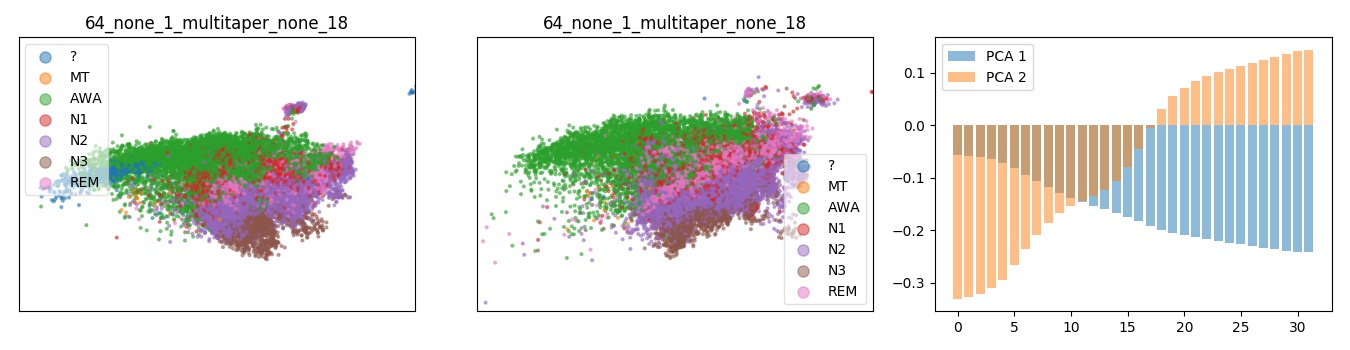 64_none_1_multitaper_none_18
?
MT
AWA
N1
N2
N3
REM
64_none_1_multitaper_none_18
?
MT
AWA
N1
N2
N3
REM
PCA 1
PCA 2
0.1
0.0
−0.1
−0.2
−0.3
0 5 10 15 20 25 30